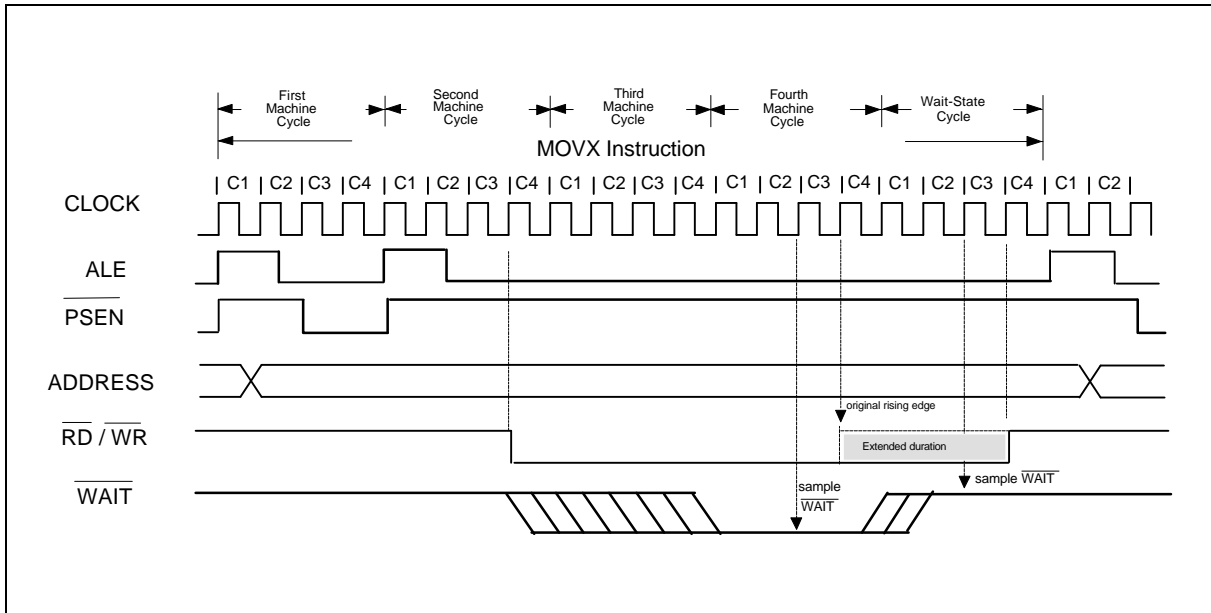 First
Machine
Cycle
Second
Machine
Cycle
Third
Machine
Cycle
Fourth
Machine
Cycle
Wait-State
Cycle
MOVX Instruction
CLOCK
C1 C2 C3 C4 C1 C2 C3 C4 C1 C2 C3 C4 C1 C2 C3 C4 C1 C2 C3 C4 C1 C2
ALE
PSEN
ADDRESS
original rising edge
RD / WR
Extended duration
WAIT
sample
WAIT
sample WAIT